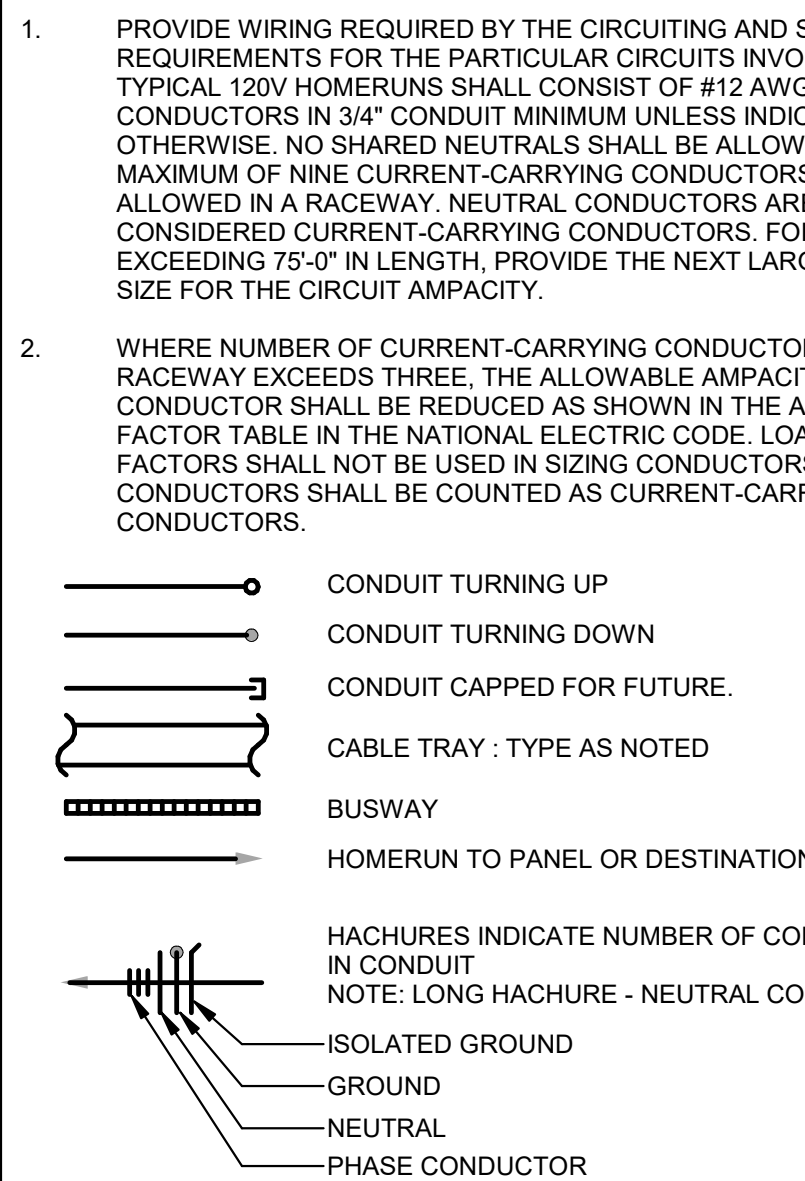 1. PROVIDE WIRING REQUIRED BY THE CIRCUITING AND
REQUIREMENTS FOR THE PARTICULAR CIRCUITS
TYPICAL 120V HOMERUNS SHALL CONSIST OF #12 AWG
CONDUCTORS IN 3/4" CONDUIT MINIMUM UNLESS
OTHERWISE. NO SHARED NEUTRALS SHALL BE
MAXIMUM OF NINE CURRENT-CARRYING CONDUCTORS
ALLOWED IN A RACEWAY. NEUTRAL CONDUCTORS ARE
CONSIDERED CURRENT-CARRYING CONDUCTORS.
EXCEEDING 75'-0" IN LENGTH, PROVIDE THE NEXT
SIZE FOR THE CIRCUIT AMPACITY.
2. WHERE NUMBER OF CURRENT-CARRYING
RACEWAY EXCEEDS THREE, THE ALLOWABLE
CONDUCTOR SHALL BE REDUCED AS SHOWN IN THE
FACTOR TABLE IN THE NATIONAL ELECTRIC CODE.
FACTORS SHALL NOT BE USED IN SIZING CONDUCTORS
CONDUCTORS SHALL BE COUNTED AS
CONDUCTORS.
CONDUIT TURNING UP
CONDUIT TURNING DOWN
CONDUIT CAPPED FOR FUTURE.
CABLE TRAY : TYPE AS NOTED
BUSWAY
HOMERUN TO PANEL OR DESTINATION
HACHURES INDICATE NUMBER OF
IN CONDUIT
NOTE: LONG HACHURE - NEUTRAL
ISOLATED GROUND
GROUND
NEUTRAL
PHASE CONDUCTOR